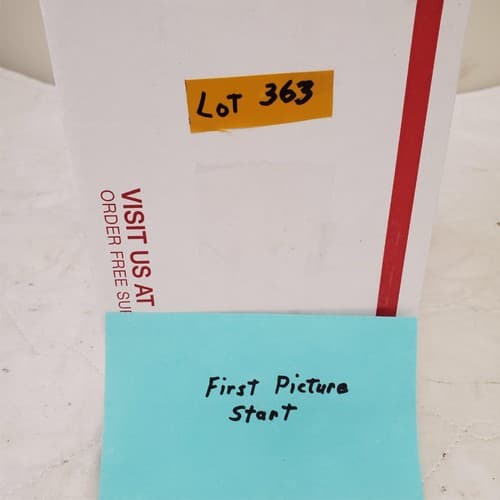 LOT 363
VISIT US AT
ORDER FREE SU
First Picture
Start